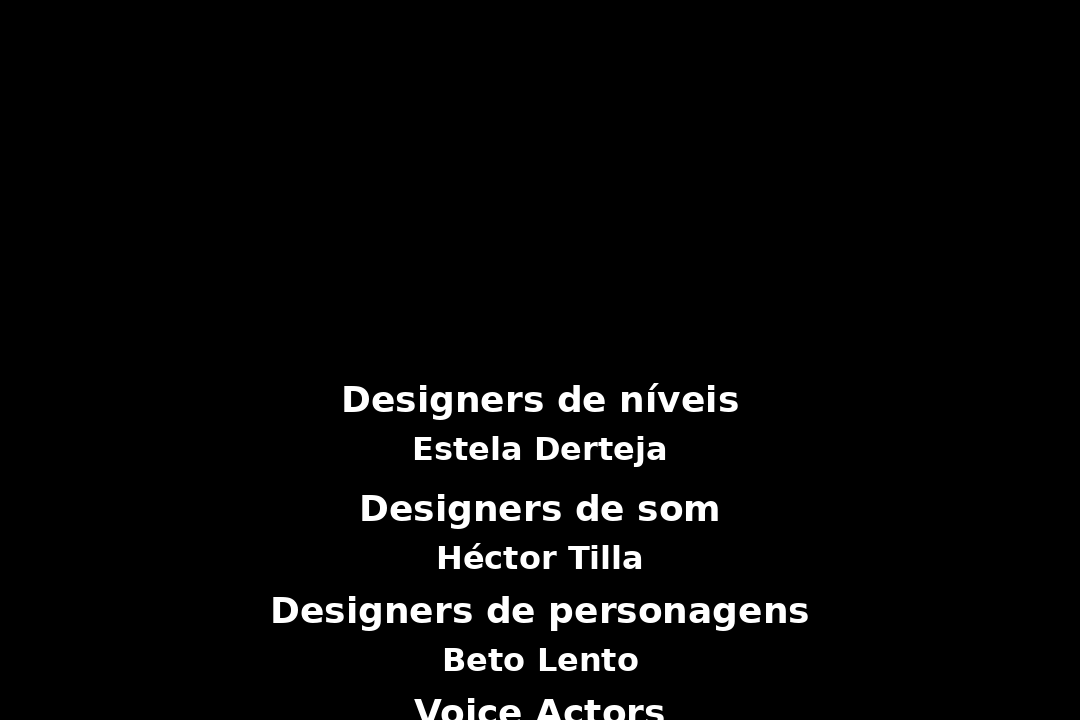 Designers de níveis
Estela Derteja
Designers de som
Héctor Tilla
Designers de personagens
Beto Lento
Voice Actors